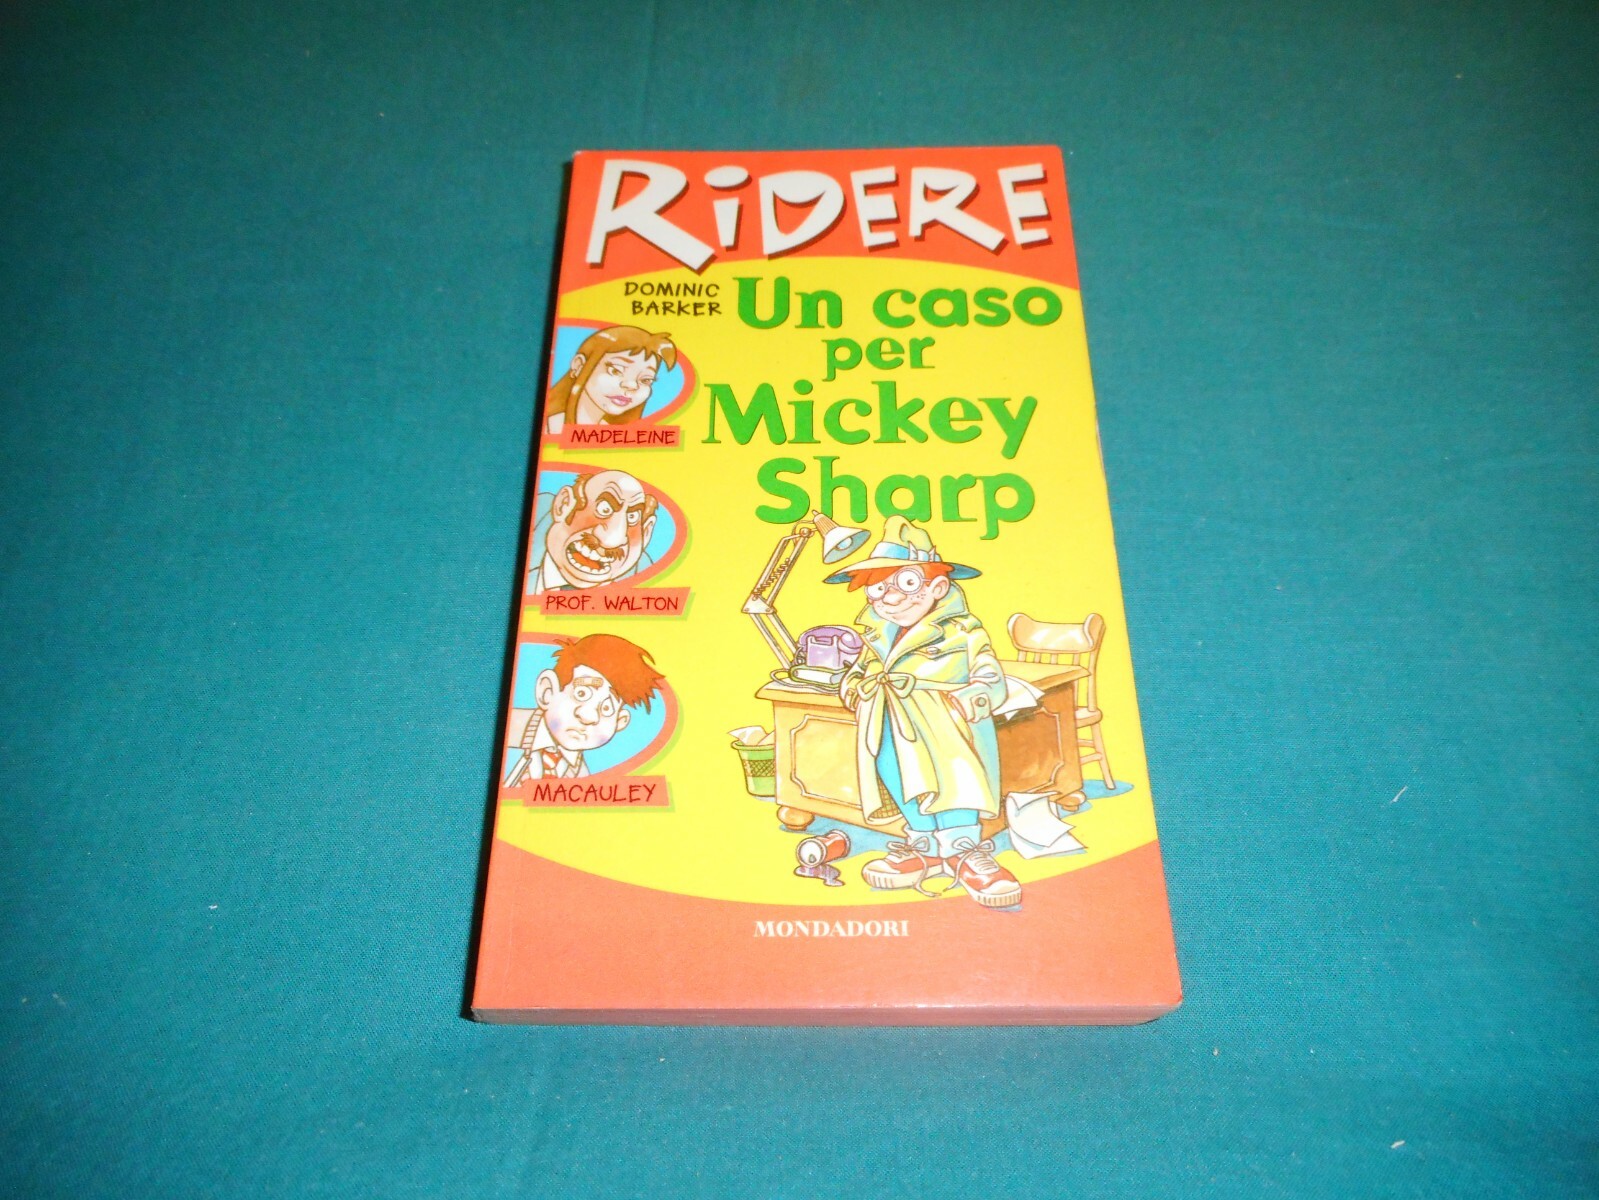 RiDERE
DOMINIC
BARKER
Un caso
per
Mickey
Sharp
MADELEINE
PROF. WALTON
MACAULEY
MONDADORI